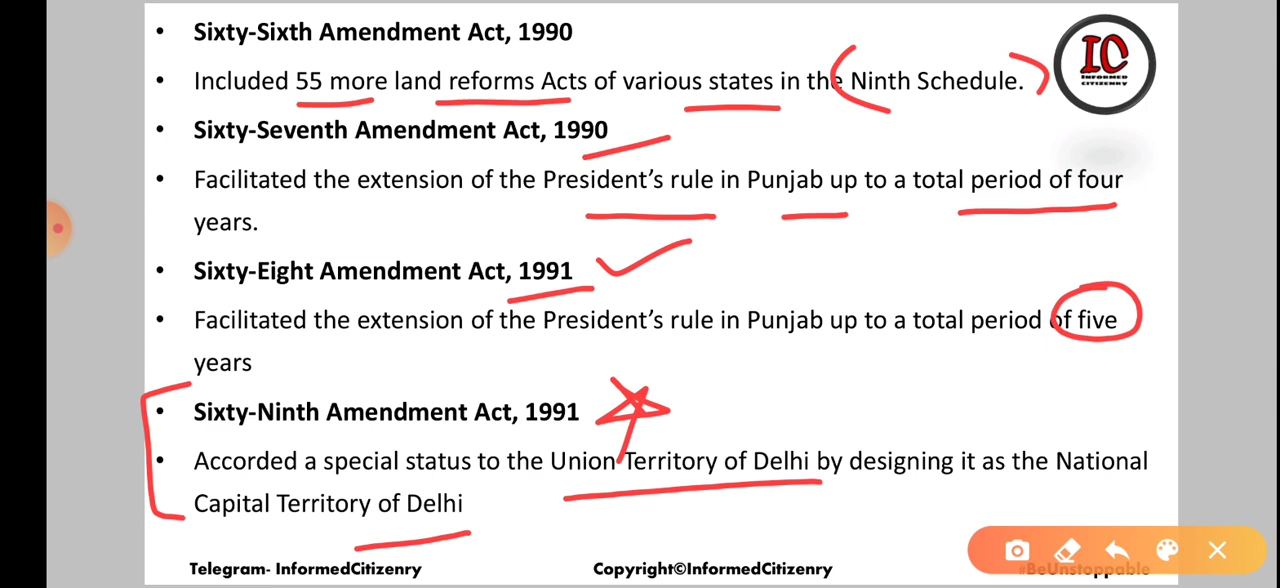 • Sixty-Sixth Amendment Act, 1990
• Included 55 more land reforms Acts of various states in the Ninth Schedule.
IC
INFORMED
CITIZENRY
• Sixty-Seventh Amendment Act, 1990
• Facilitated the extension of the President's rule in Punjab up to a total period of four
years.
• Sixty-Eight Amendment Act, 1991
• Facilitated the extension of the President's rule in Punjab up to a total period of five
years
• Sixty-Ninth Amendment Act, 1991
• Accorded a special status to the Union Territory of Delhi by designing it as the National
Capital Territory of Delhi
Telegram- InformedCitizenry Copyright©InformedCitizenry #BeUnstoppable